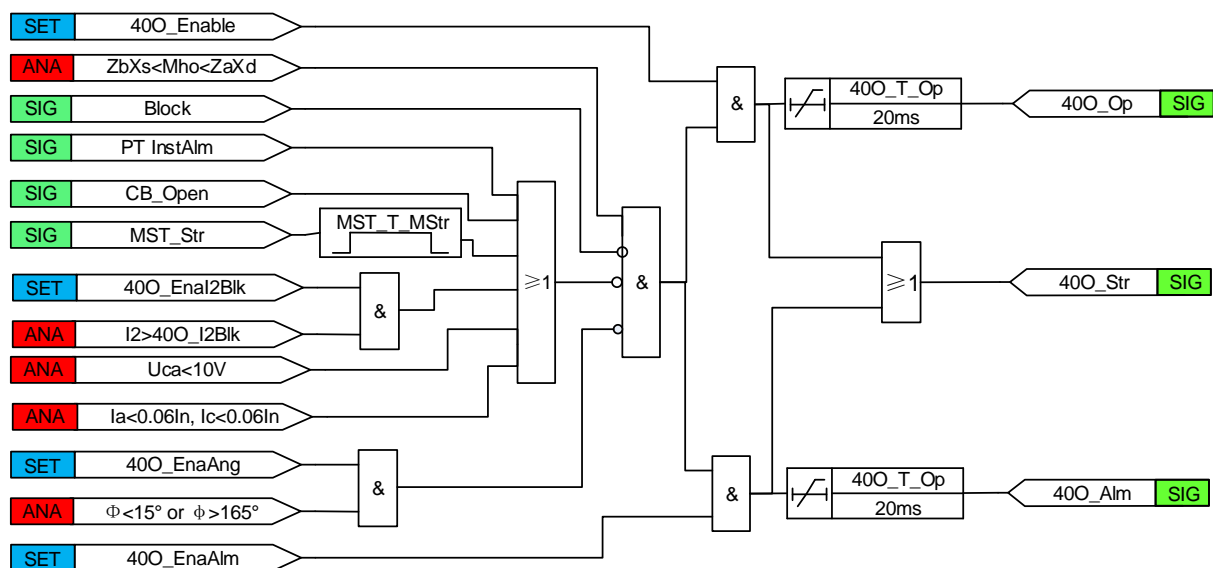 SET 40O_Enable
ANA ZbXs<Mho<ZaXd
& 40O_T_Op
20ms
40O_Op SIG
SIG Block
SIG PT InstAlm
SIG CB_Open
SIG MST_Str
MST_T_MStr
SET 40O_EnaI2Blk
&
≥1
&
≥1
40O_Str SIG
ANA I2>40O_I2Blk
ANA Uca<10V
ANA Ia<0.06In, Ic<0.06In
SET 40O_EnaAng
&
&
40O_T_Op
20ms
40O_Alm SIG
ANA Φ<15° or ϕ>165°
SET 40O_EnaAlm